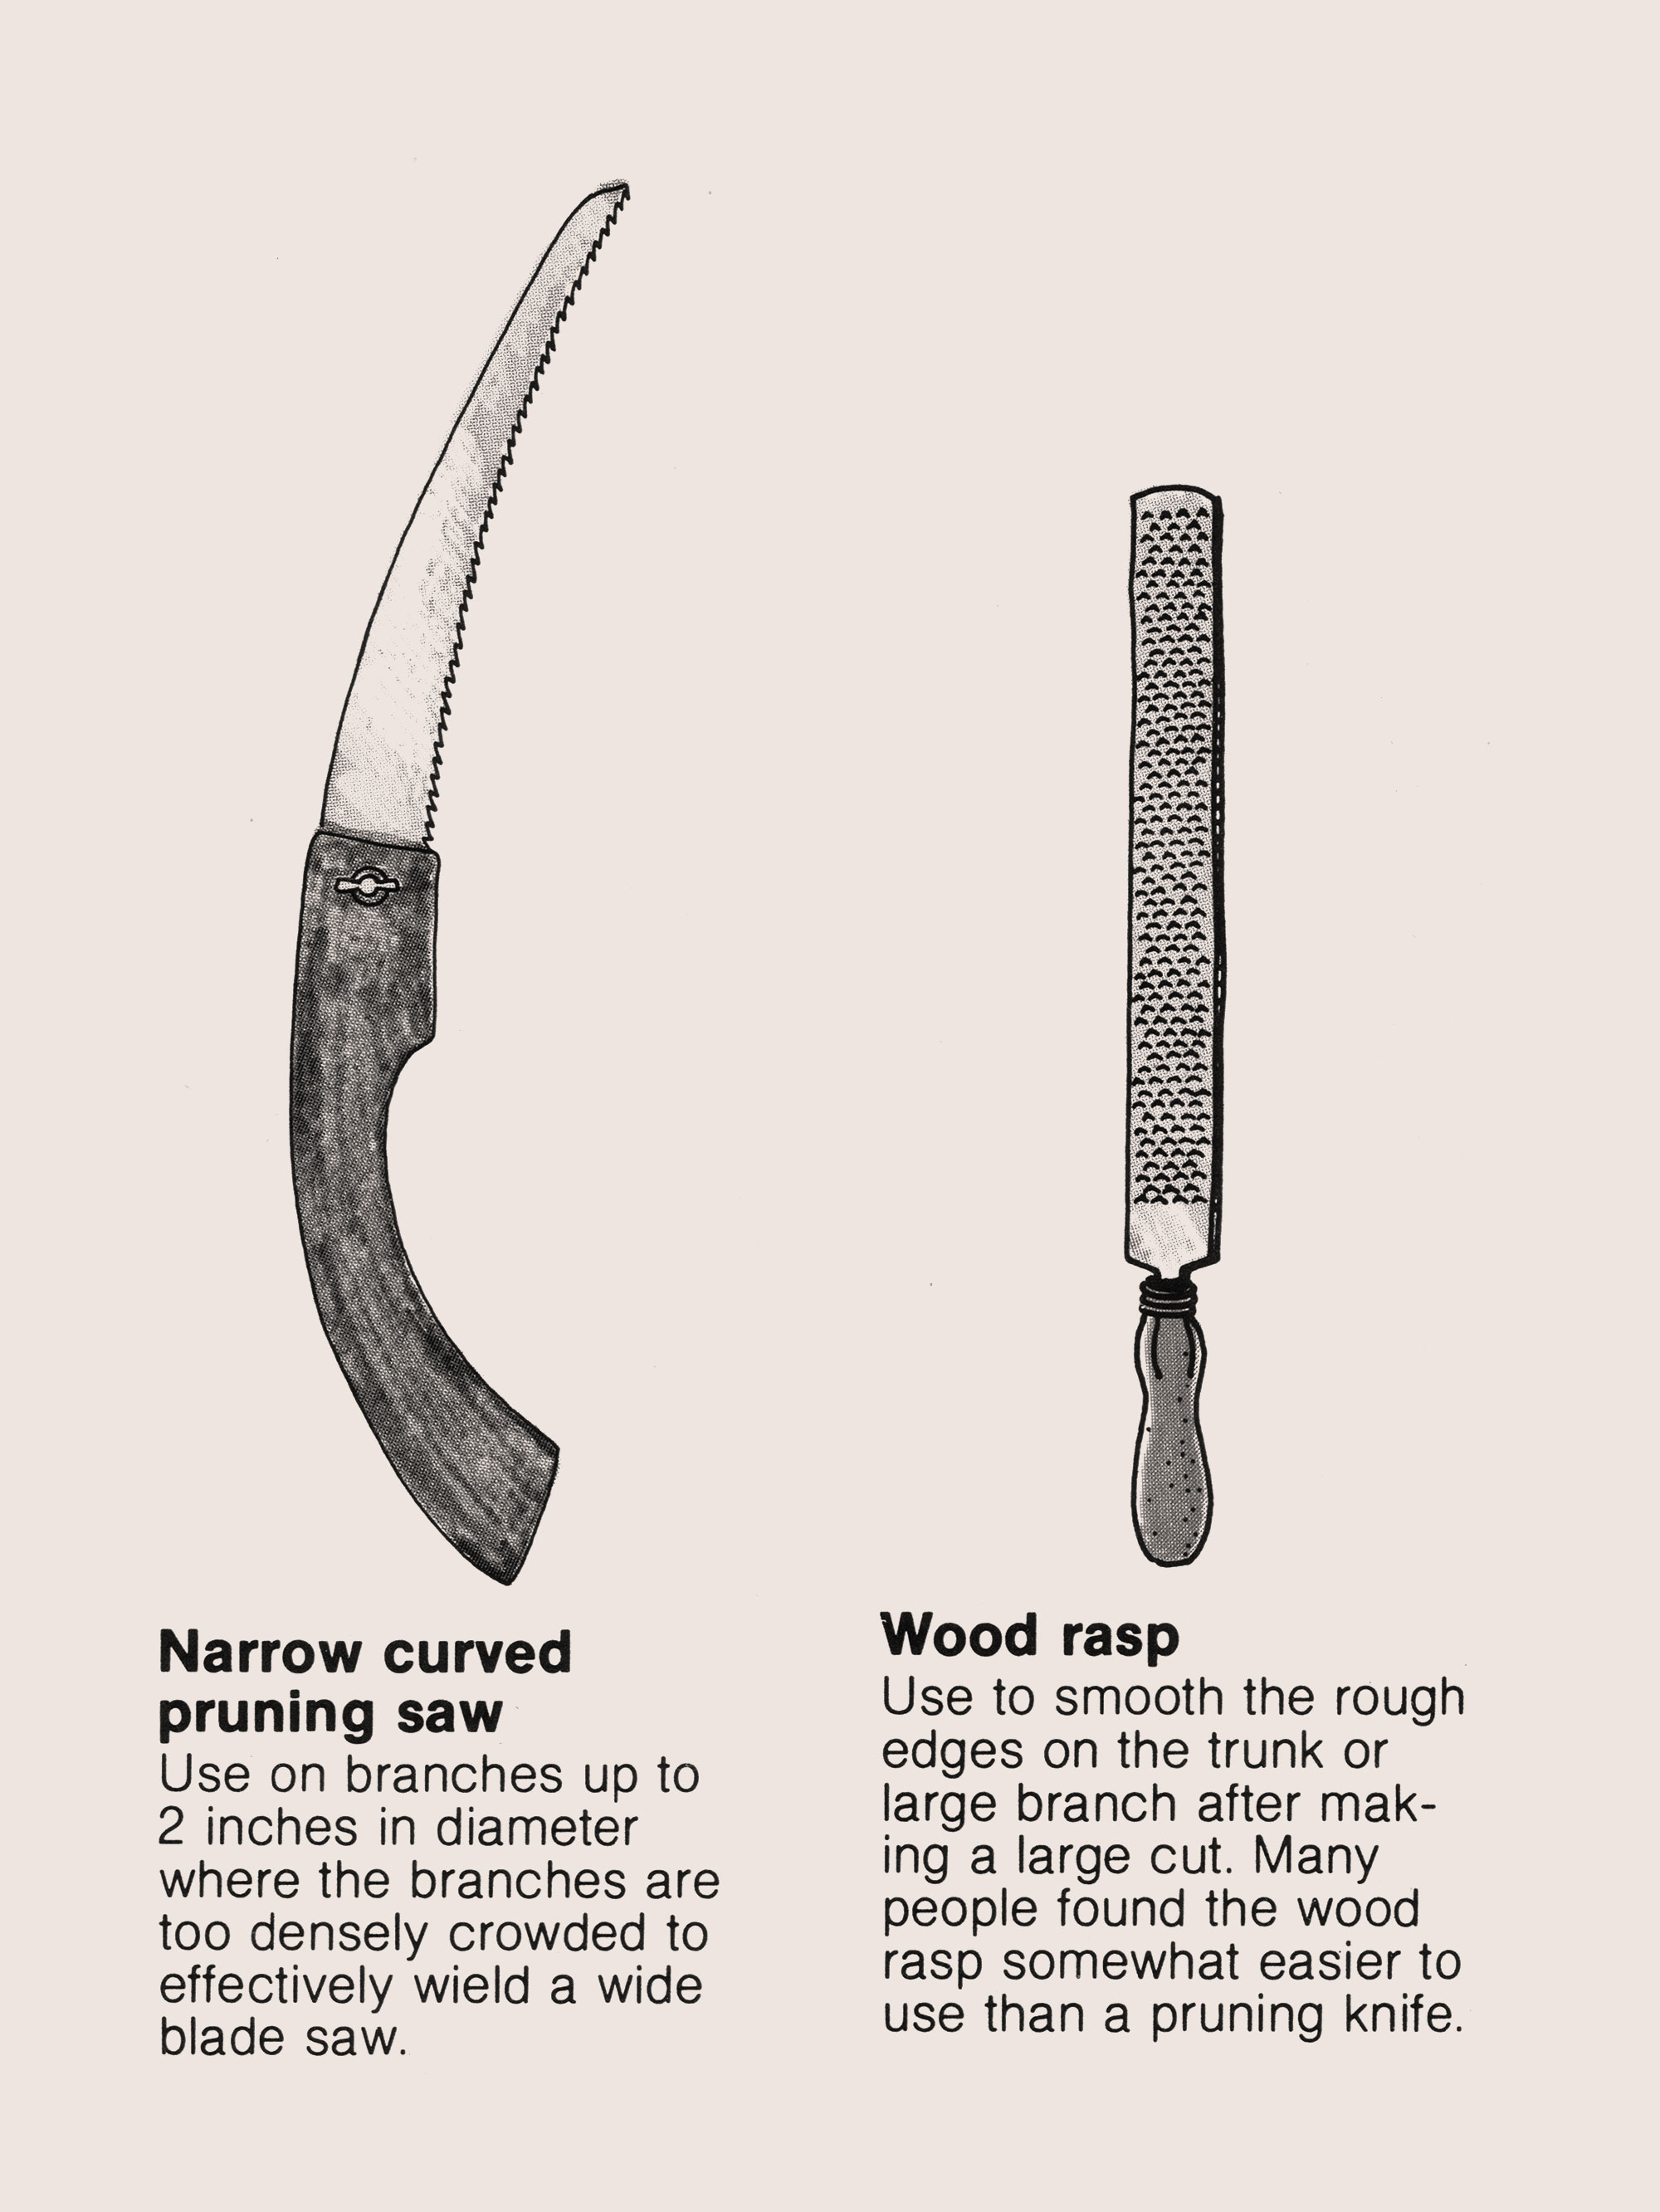 Narrow curved
pruning saw
Use on branches up to
2 inches in diameter
where the branches are
too densely crowded to
effectively wield a wide
blade saw.
Wood rasp
Use to smooth the rough
edges on the trunk or
large branch after mak-
ing a large cut. Many
people found the wood
rasp somewhat easier to
use than a pruning knife.